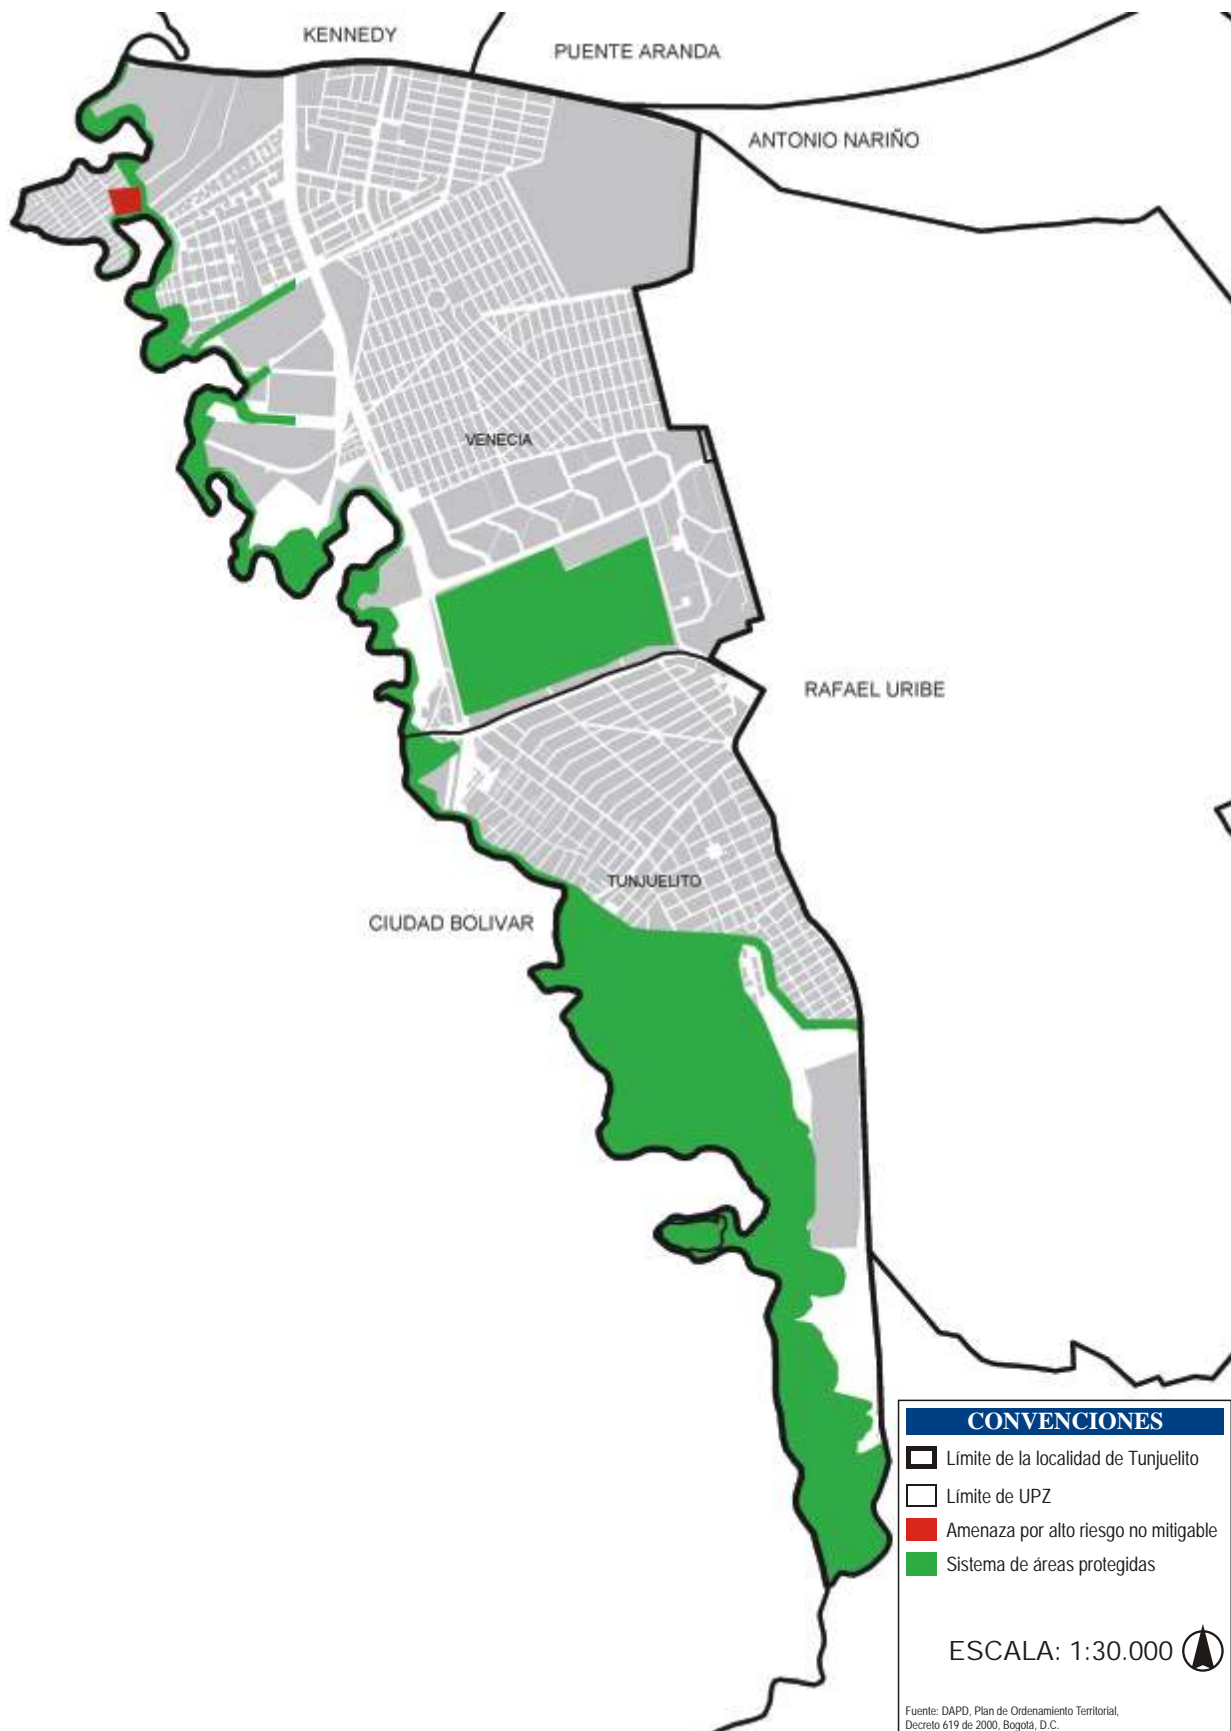 KENNEDY
PUENTE ARANDA
ANTONIO NARIÑO
VENECIA
RAFAEL URIBE
TUNJUELITO
CIUDAD BOLIVAR
CONVENCIONES
Límite de la localidad de Tunjuelito
Límite de UPZ
Amenaza por alto riesgo no mitigable
Sistema de áreas protegidas
ESCALA: 1:30.000
Fuente: DAPD, Plan de Ordenamiento Territorial,
Decreto 619 de 2000, Bogotá, D.C.